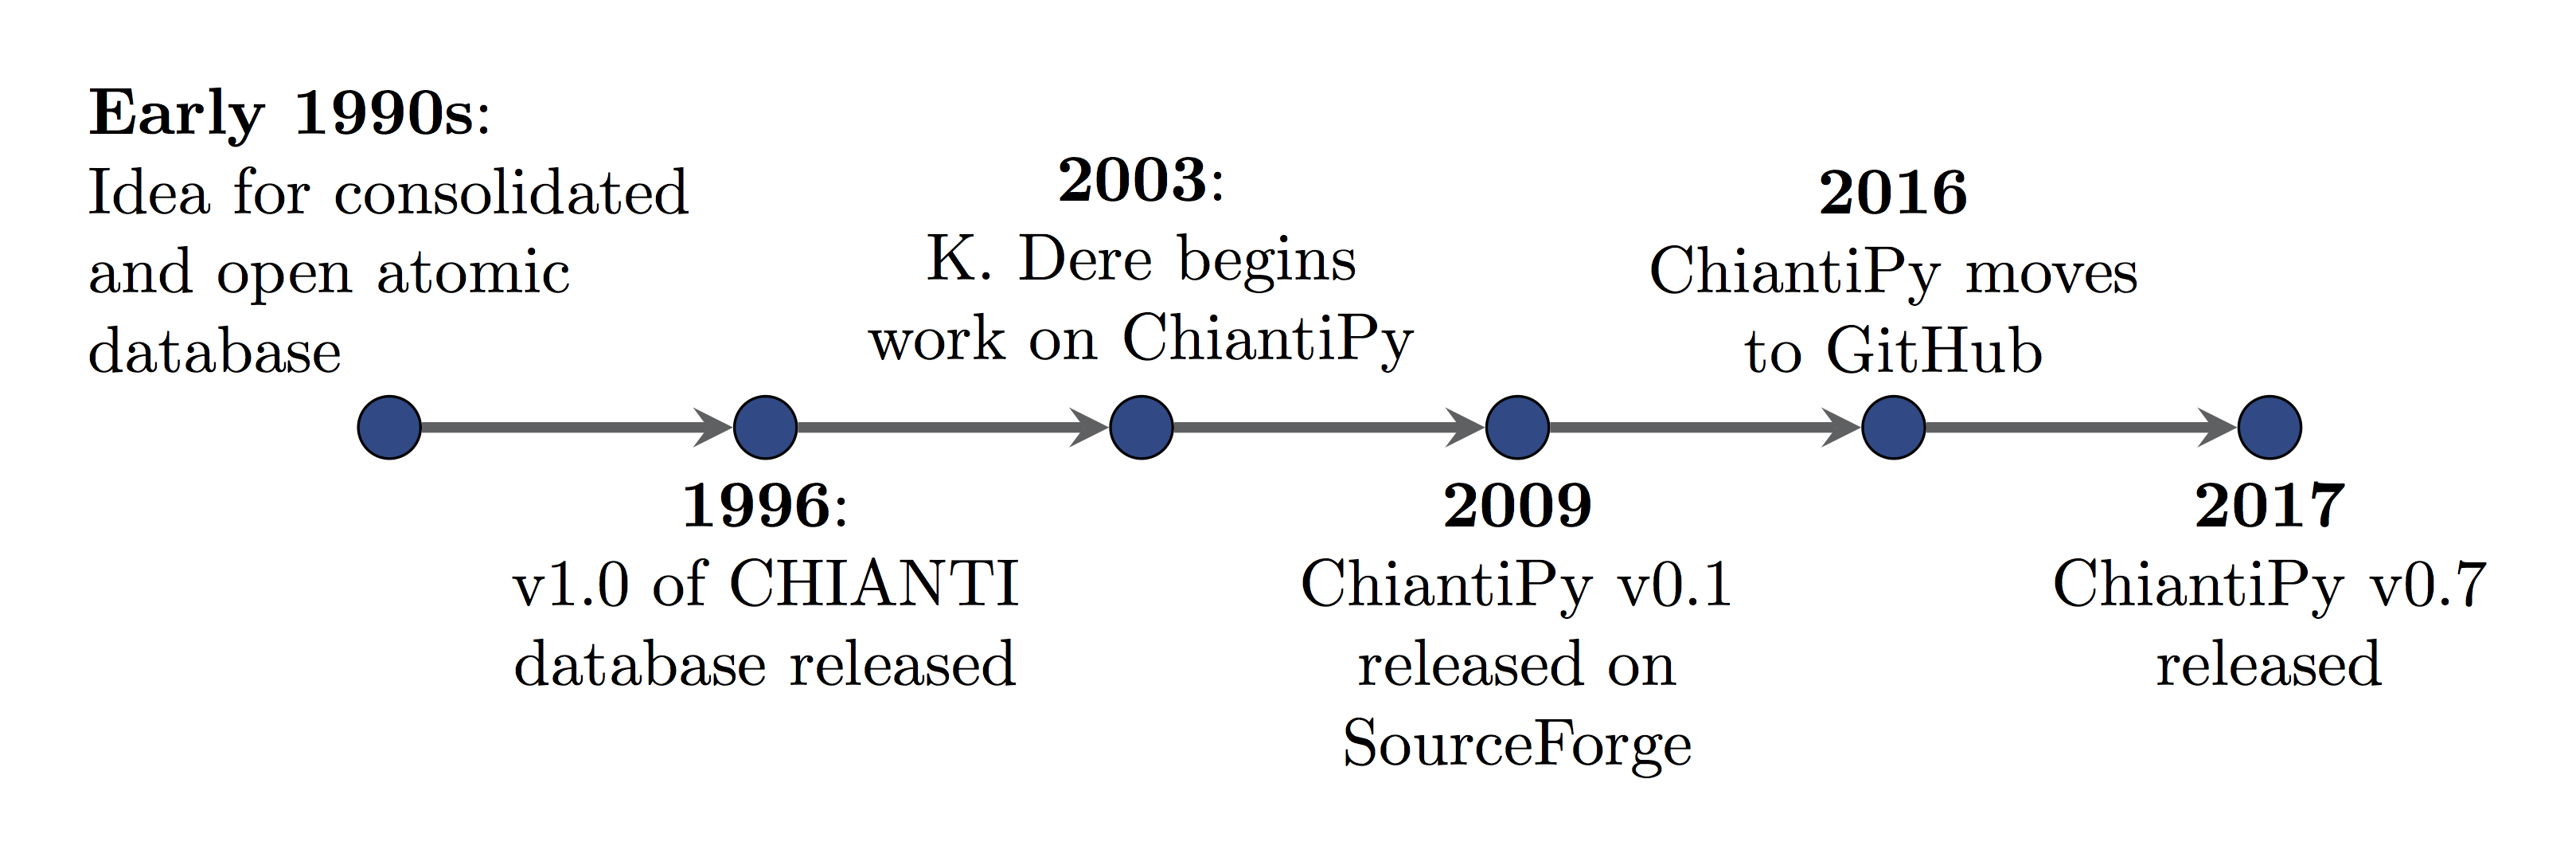 Early 1990s:
Idea for consolidated
and open atomic
database
1996:
v1.0 of CHIANTI
database released
2003:
K. Dere begins
work on ChiantiPy
2009
ChiantiPy v0.1
released on
SourceForge
2016
ChiantiPy moves
to GitHub
2017
ChiantiPy v0.7
released